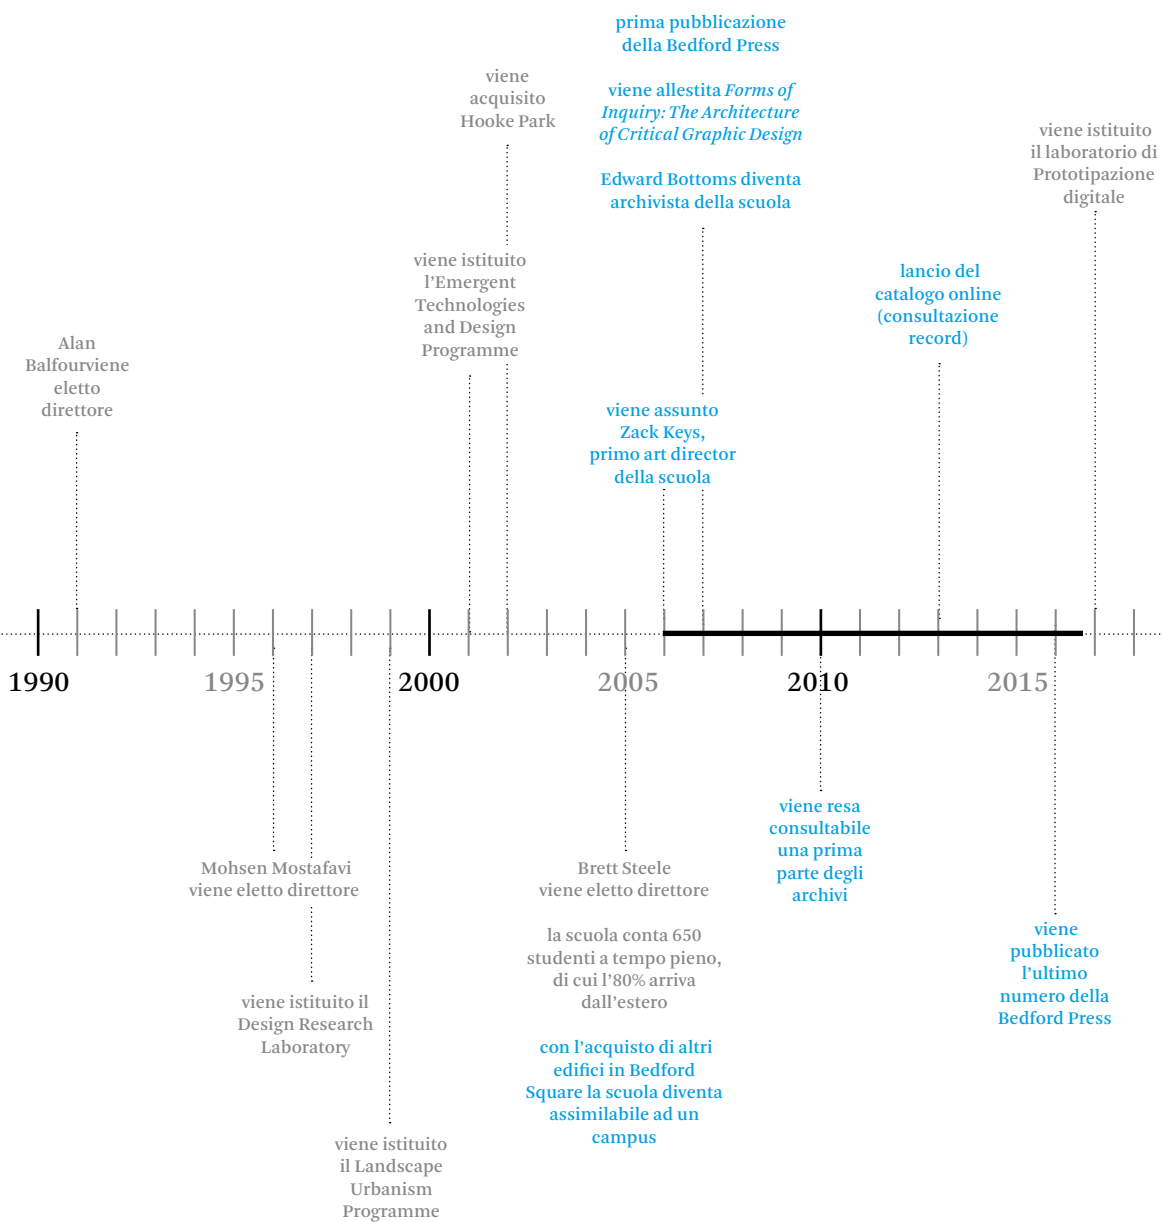 prima pubblicazione
della Bedford Press
viene allestita Forms of
Inquiry: The Architecture
of Critical Graphic Design
Edward Bottoms diventa
archivista della scuola
viene
acquisito
Hooke Park
viene istituito
il laboratorio di
Prototipazione
digitale
viene istituito
l’Emergent
Technologies
and Design
Programme
lancio del
catalogo online
(consultazione
record)
Alan
Balfourviene
eletto
direttore
viene assunto
Zack Keys,
primo art director
della scuola
1990
1995
2000
2005
2010
2015
Mohsen Mostafavi
viene eletto direttore
viene istituito il
Design Research
Laboratory
viene istituito
il Landscape
Urbanism
Programme
Brett Steele
viene eletto direttore
la scuola conta 650
studenti a tempo pieno,
di cui l’80% arriva
dall’estero
con l’acquisto di altri
edifici in Bedford
Square la scuola diventa
assimilabile ad un
campus
viene resa
consultabile
una prima
parte degli
archivi
viene
pubblicato
l’ultimo
numero della
Bedford Press